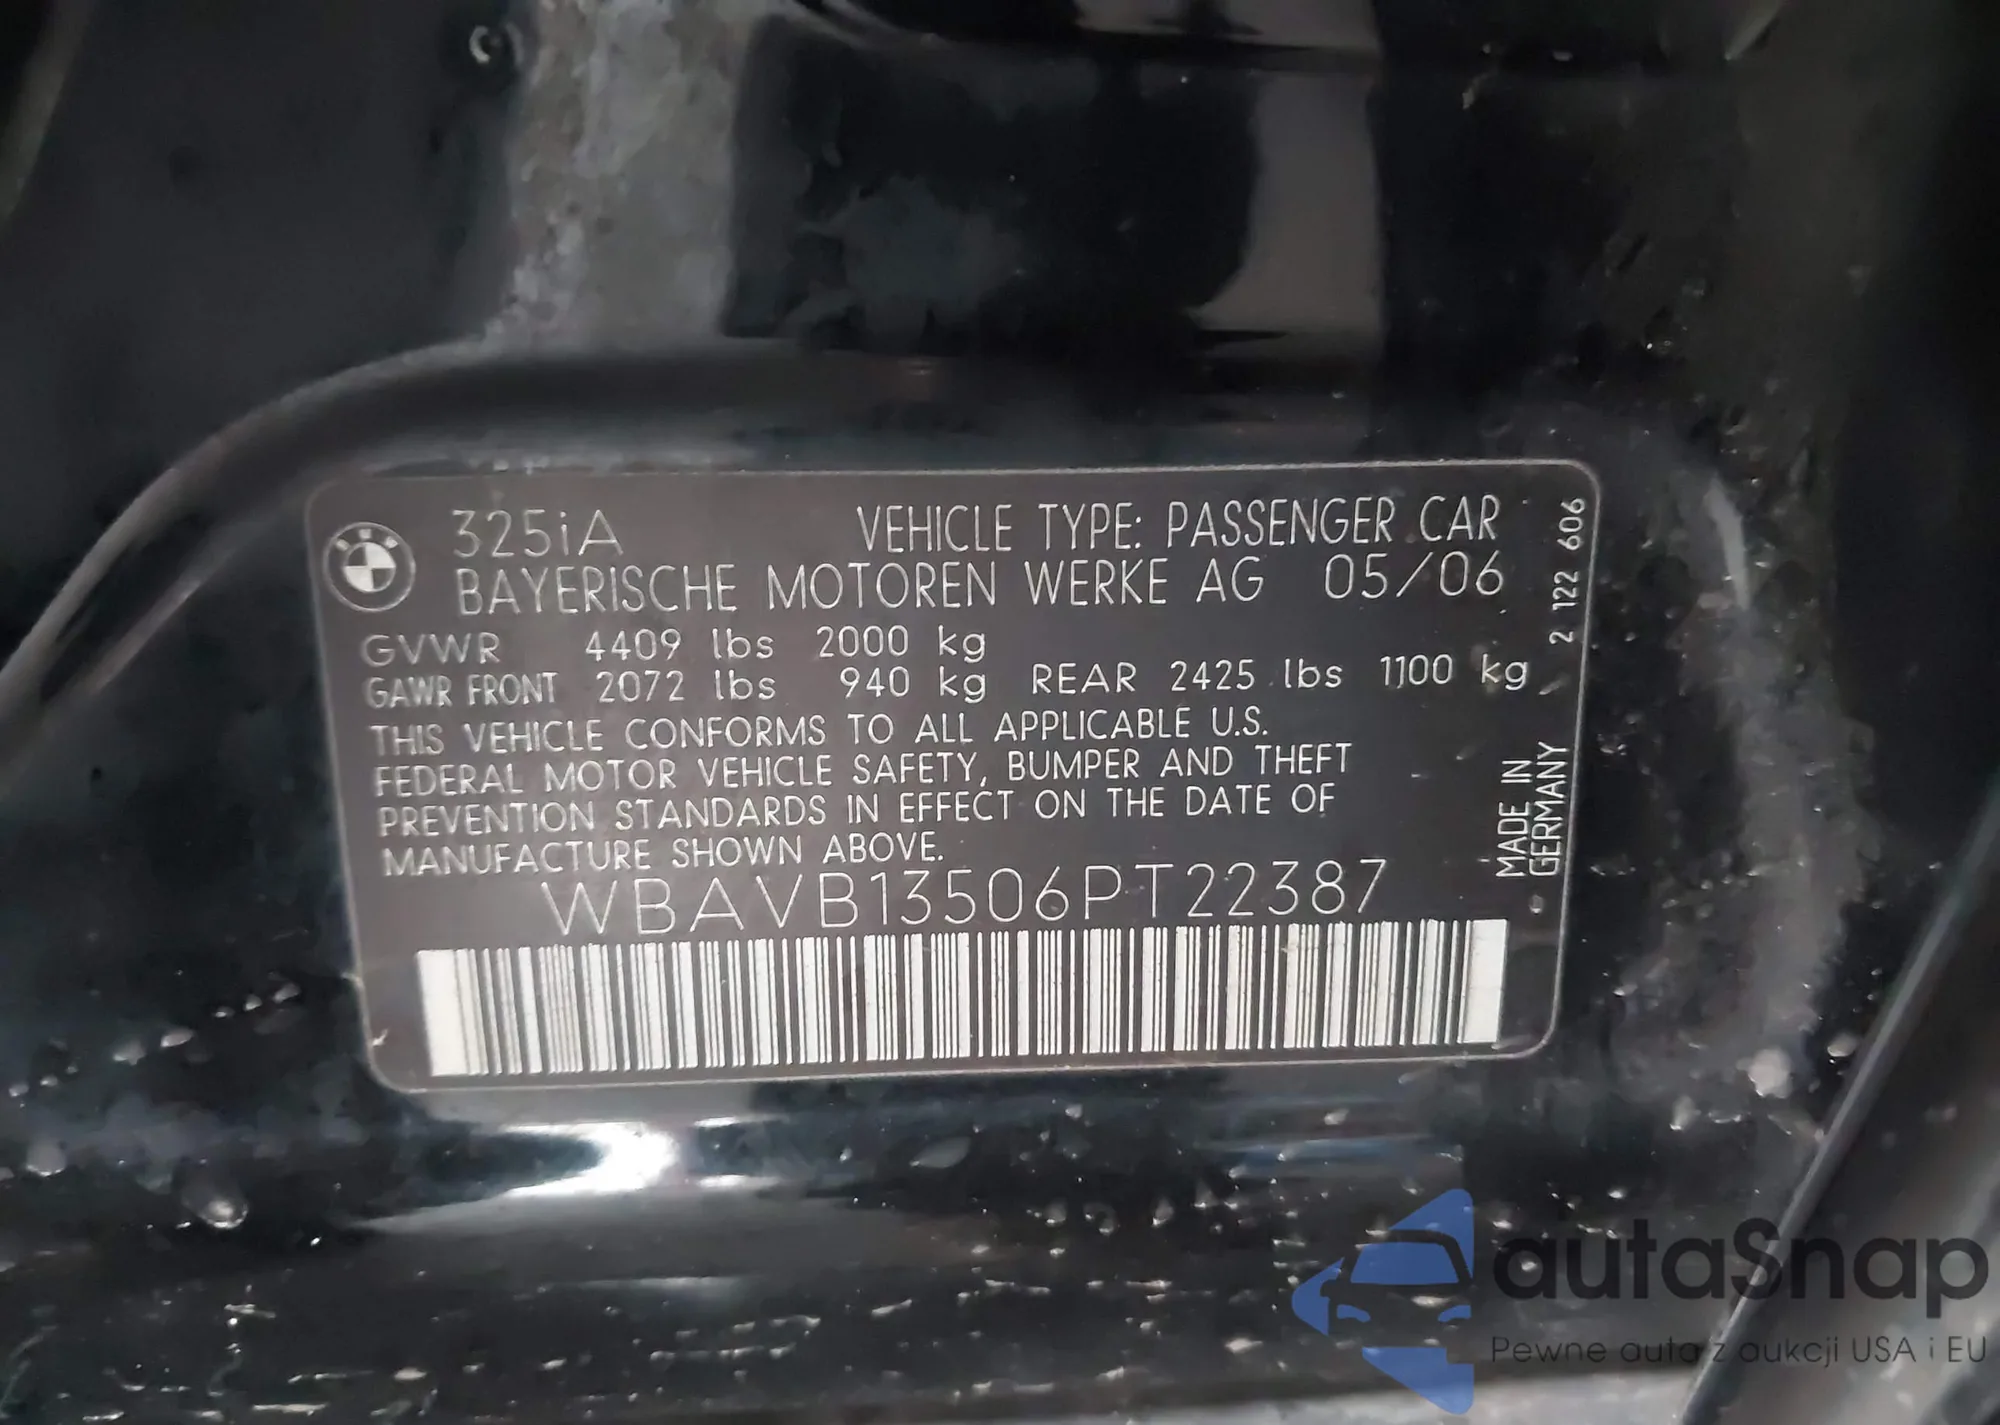 325iA VEHICLE TYPE: PASSENGER CAR
BAYERISCHE MOTOREN WERKE AG 05/06
GVWR 4409 lbs 2000 kg
GAWR FRONT 2072 lbs 940 kg REAR 2425 lbs 1100 kg
THIS VEHICLE CONFORMS TO ALL APPLICABLE U.S.
FEDERAL MOTOR VEHICLE SAFETY, BUMPER AND THEFT
PREVENTION STANDARDS IN EFFECT ON THE DATE OF
MANUFACTURE SHOWN ABOVE.
WBAVB13506PT22387
2 122 606
MADE IN
GERMANY
BMW
autaSnap
Pewne auta z aukcji USA i EU